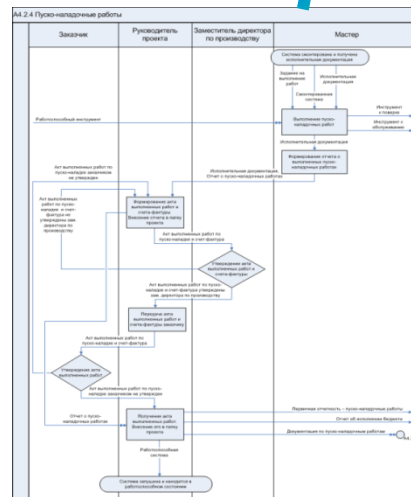 А4.2.4 Пуско-наладочные работы
Заказчик
Руководитель
проекта
Заместитель директора
по производству
Мастер
Система смонтирована и получена
исполнительная документация
Задание на
выполнение
работ
Исполнительная
документация
Смонтированная
система
Работоспособный инструмент
Выполнение пуско-
наладочных работ
Инструмент
к поверке
Инструмент к
обслуживанию
Исполнительная документация
Формирование отчета о
выполненных пуско-
наладочных работах
Исполнительная документация,
Отчет о пуско-наладочных работах
Акт выполненных работ по
пуско-наладке заказчиком
не утвержден
Акт выполненных
работ по пуско-
наладке и счет-
фактура не
утверждены зам.
директора по
производству
Формирование акта
выполненных работ и
счета-фактуры.
Внесение отчета в папку
проекта
Акт выполненных работ по
пуско-наладке и счет-фактура
Утверждение акта
выполненных работ и
счета-фактуры
Акт выполненных работ по пуско-
наладке и счет-фактура утверждены
зам. директора по производству
Передача акта
выполненных работ и
счета-фактуры заказчику
Акт выполненных работ по
пуско-наладке и счет-фактура
Утверждение акта
выполненных работ
Акт выполненных работ по пуско-
наладке заказчиком не утвержден
Отчет о пуско-
наладочных работах
Получение акта
выполненных работ.
Внесение его в папку
проекта
Первичная отчетность – пуско-наладочные работы
Отчет об исполнении бюджета
Документация по пуско-наладочным работам
Работоспособная
система
Система запущена и находится в
работоспособном состоянии